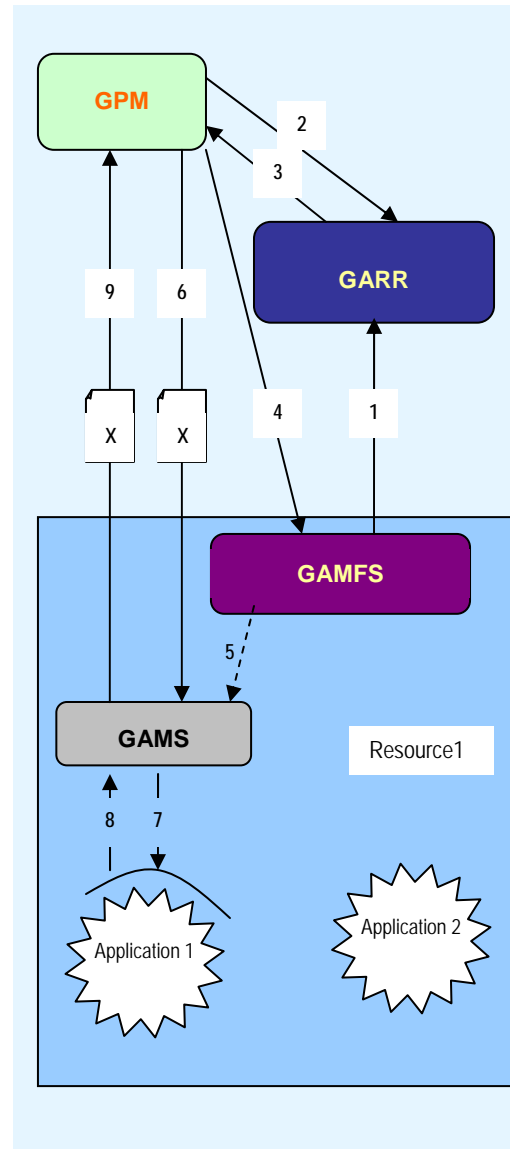 GPM
2
3
GARR
9
6
4
1
X
X
GAMFS
5
GAMS
Resource1
8
7
Application 1
Application 2